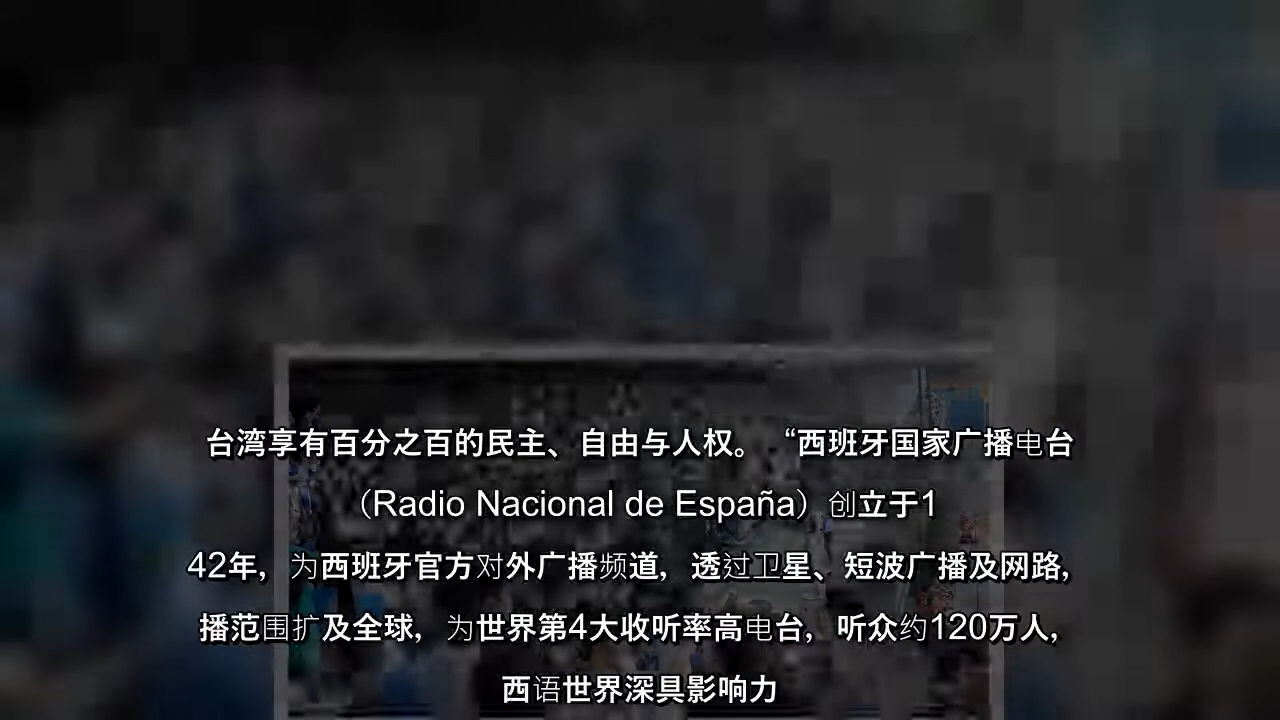 台湾享有百分之百的民主、自由与人权。“西班牙国家广播电台
（Radio Nacional de España）创立于1
42年，为西班牙官方对外广播频道，透过卫星、短波广播及网路，
播范围扩及全球，为世界第4大收听率高电台，听众约120万人，
西语世界深具影响力